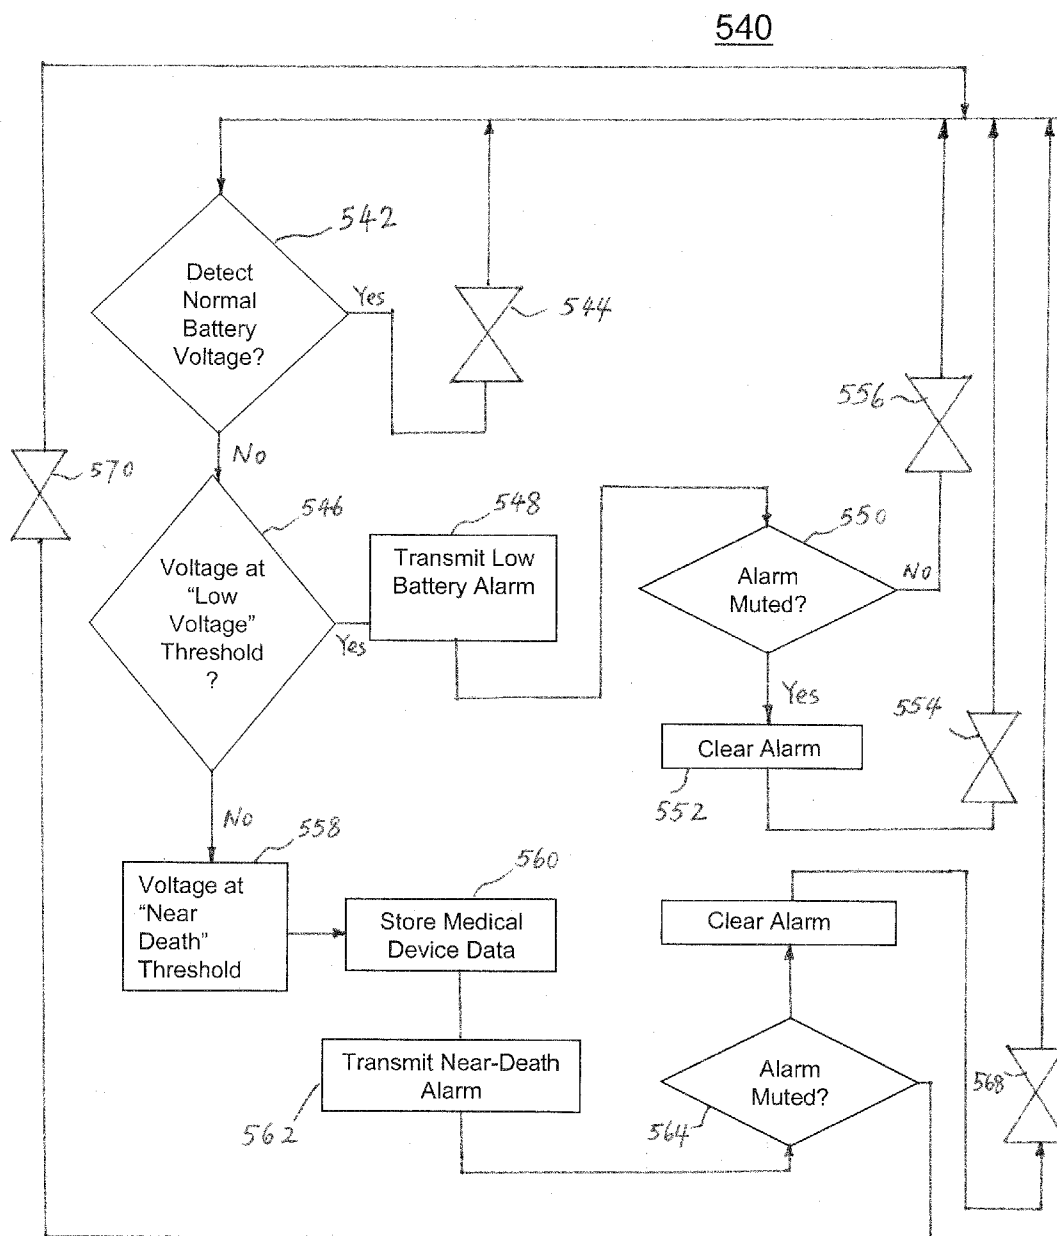 540
542
Detect
Normal
Battery
Voltage?
Yes
544
No
570
546
Voltage at
“Low
Voltage”
Threshold
?
Yes
548
Transmit Low
Battery Alarm
550
Alarm
Muted?
No
556
Yes
Clear Alarm
552
554
No
558
Voltage at
“Near
Death”
Threshold
560
Store Medical
Device Data
Transmit Near-Death
Alarm
562
Clear Alarm
Alarm
Muted?
564
568